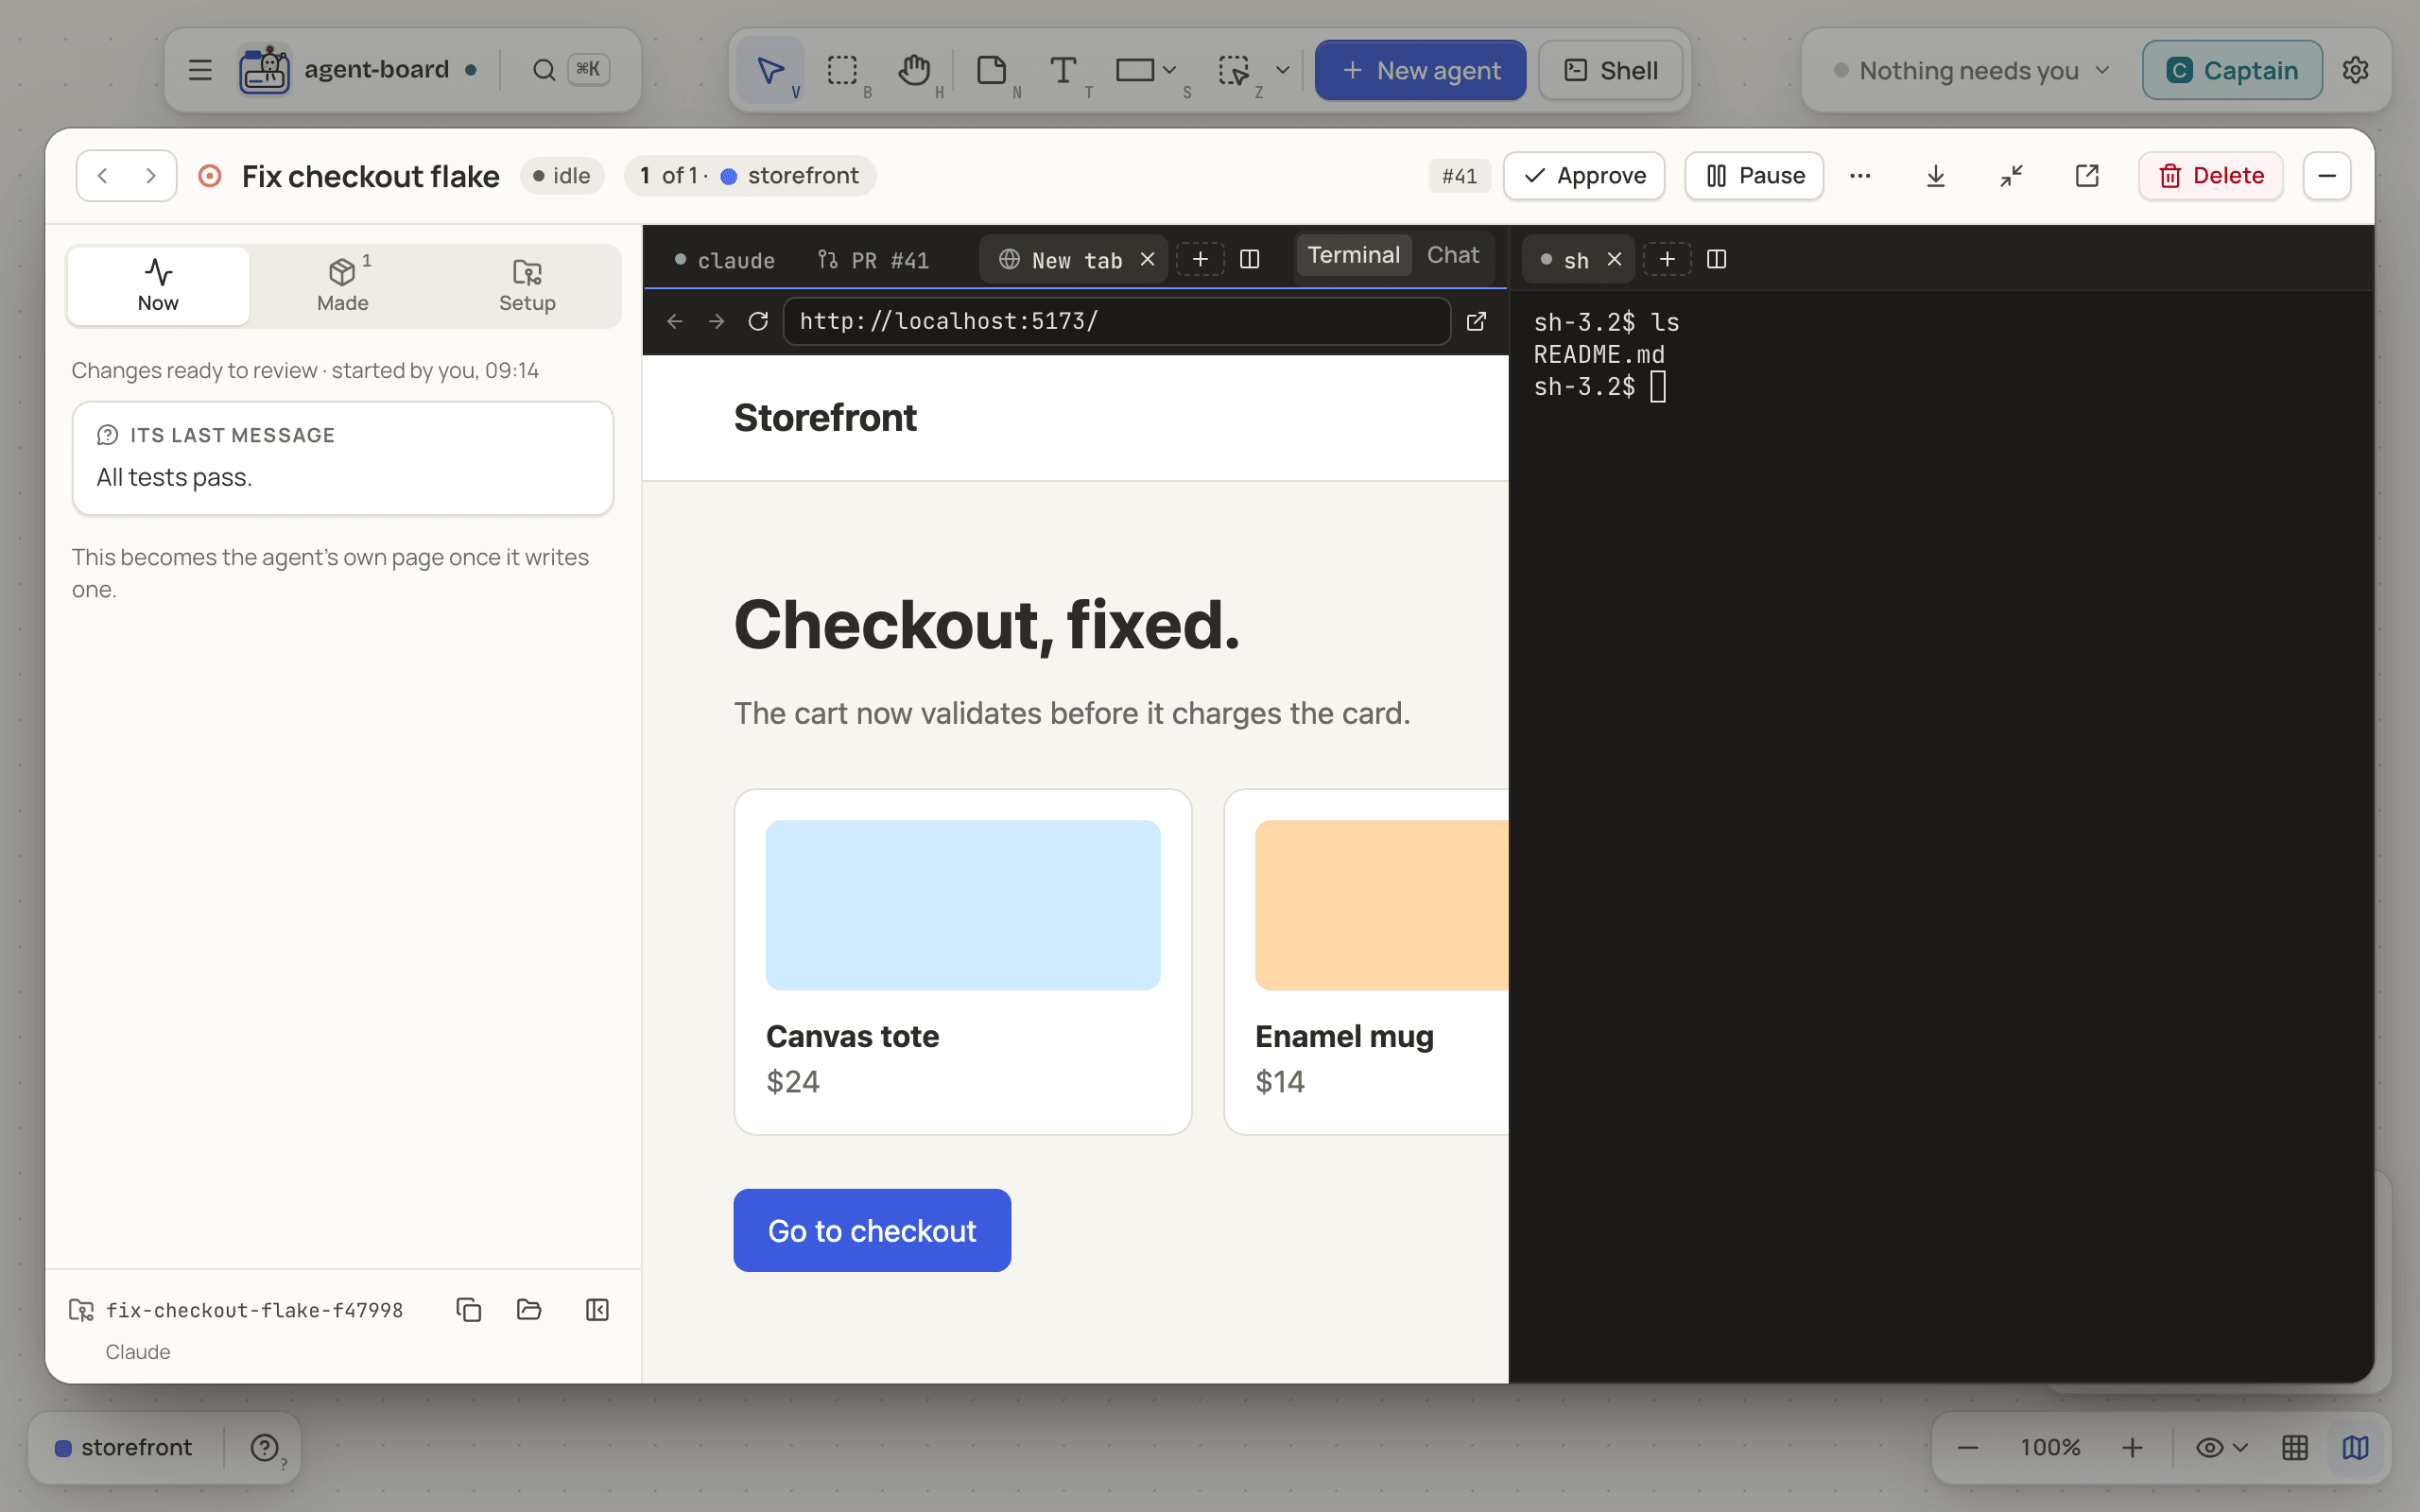 agent-board
⌘K
V
B
H
N
T
S
Z
New agent
Shell
Nothing needs you
C Captain
Fix checkout flake
idle
1 of 1 · storefront
#41
Approve
Pause
Delete
Now
Made 1
Setup
Changes ready to review · started by you, 09:14
ITS LAST MESSAGE
All tests pass.
This becomes the agent's own page once it writes
one.
fix-checkout-flake-f47998
Claude
claude
PR #41
New tab
Terminal
Chat
http://localhost:5173/
Storefront
Checkout, fixed.
The cart now validates before it charges the card.
Canvas tote
$24
Enamel mug
$14
Go to checkout
sh
sh-3.2$ ls
README.md
sh-3.2$
storefront
?
100%